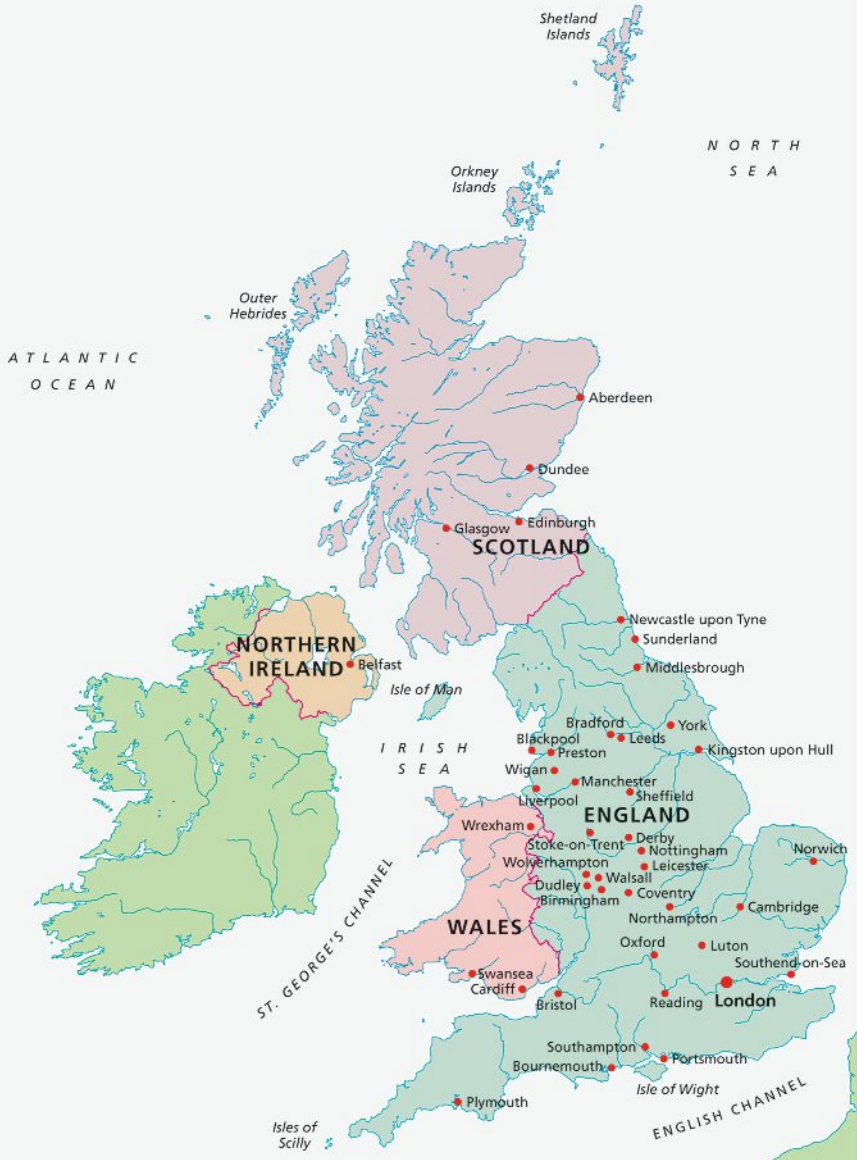 Shetland
Islands
NORTH
SEA
Orkney
Islands
Outer
Hebrides
ATLANTIC
OCEAN
Aberdeen
Dundee
Glasgow
Edinburgh
SCOTLAND
Newcastle upon Tyne
Sunderland
NORTHERN
IRELAND
Belfast
Middlesbrough
Isle of Man
Bradford
York
Blackpool
Leeds
IRISH
SEA
Preston
Kingston upon Hull
Wigan
Manchester
Liverpool
Sheffield
ENGLAND
Wrexham
Stoke-on-Trent
Derby
Nottingham
Norwich
Wolverhampton
Leicester
Walsall
Dudley
Birmingham
Coventry
ST. GEORGE'S CHANNEL
WALES
Northampton
Cambridge
Oxford
Luton
Southend-on-Sea
Swansea
Cardiff
Bristol
Reading
London
Southampton
Portsmouth
Bournemouth
Isle of Wight
Plymouth
ENGLISH CHANNEL
Isles of
Scilly